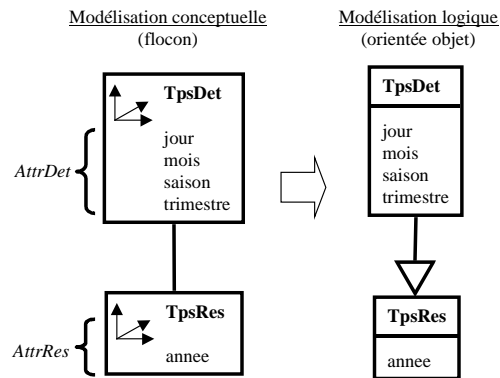 Modélisation conceptuelle
(flocon)
Modélisation logique
(orientée objet)
TpsDet
jour
mois
saison
trimestre
AttrDet
TpsDet
jour
mois
saison
trimestre
TpsRes
annee
AttrRes
TpsRes
annee